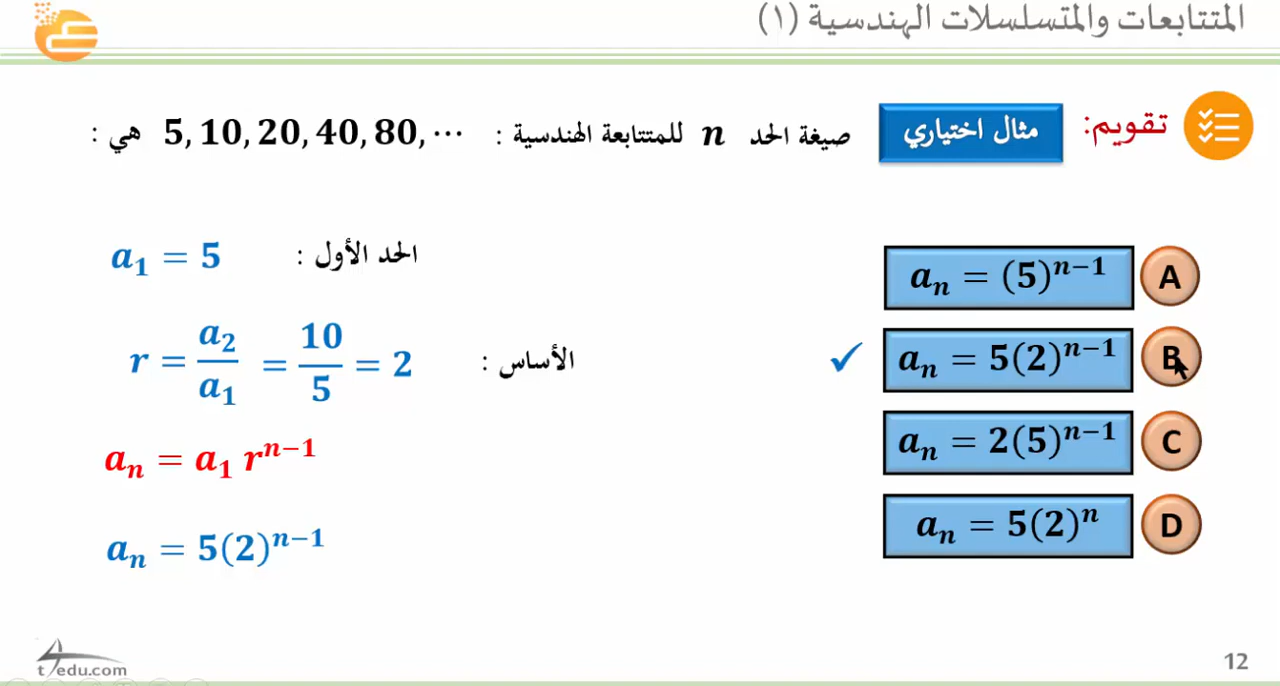 المتتابعات والمتسلسلات الهندسية (١)
تقويم: مثال اختياري صيغة الحد n للمتتابعة الهندسية : 5, 10, 20, 40, 80, ⋯ هي :
A aₙ = (5)ⁿ⁻¹
B aₙ = 5(2)ⁿ⁻¹ ✓
C aₙ = 2(5)ⁿ⁻¹
D aₙ = 5(2)ⁿ
الحد الأول : a₁ = 5
الأساس : r = a₂/a₁ = 10/5 = 2
aₙ = a₁ rⁿ⁻¹
aₙ = 5(2)ⁿ⁻¹
t4edu.com
12